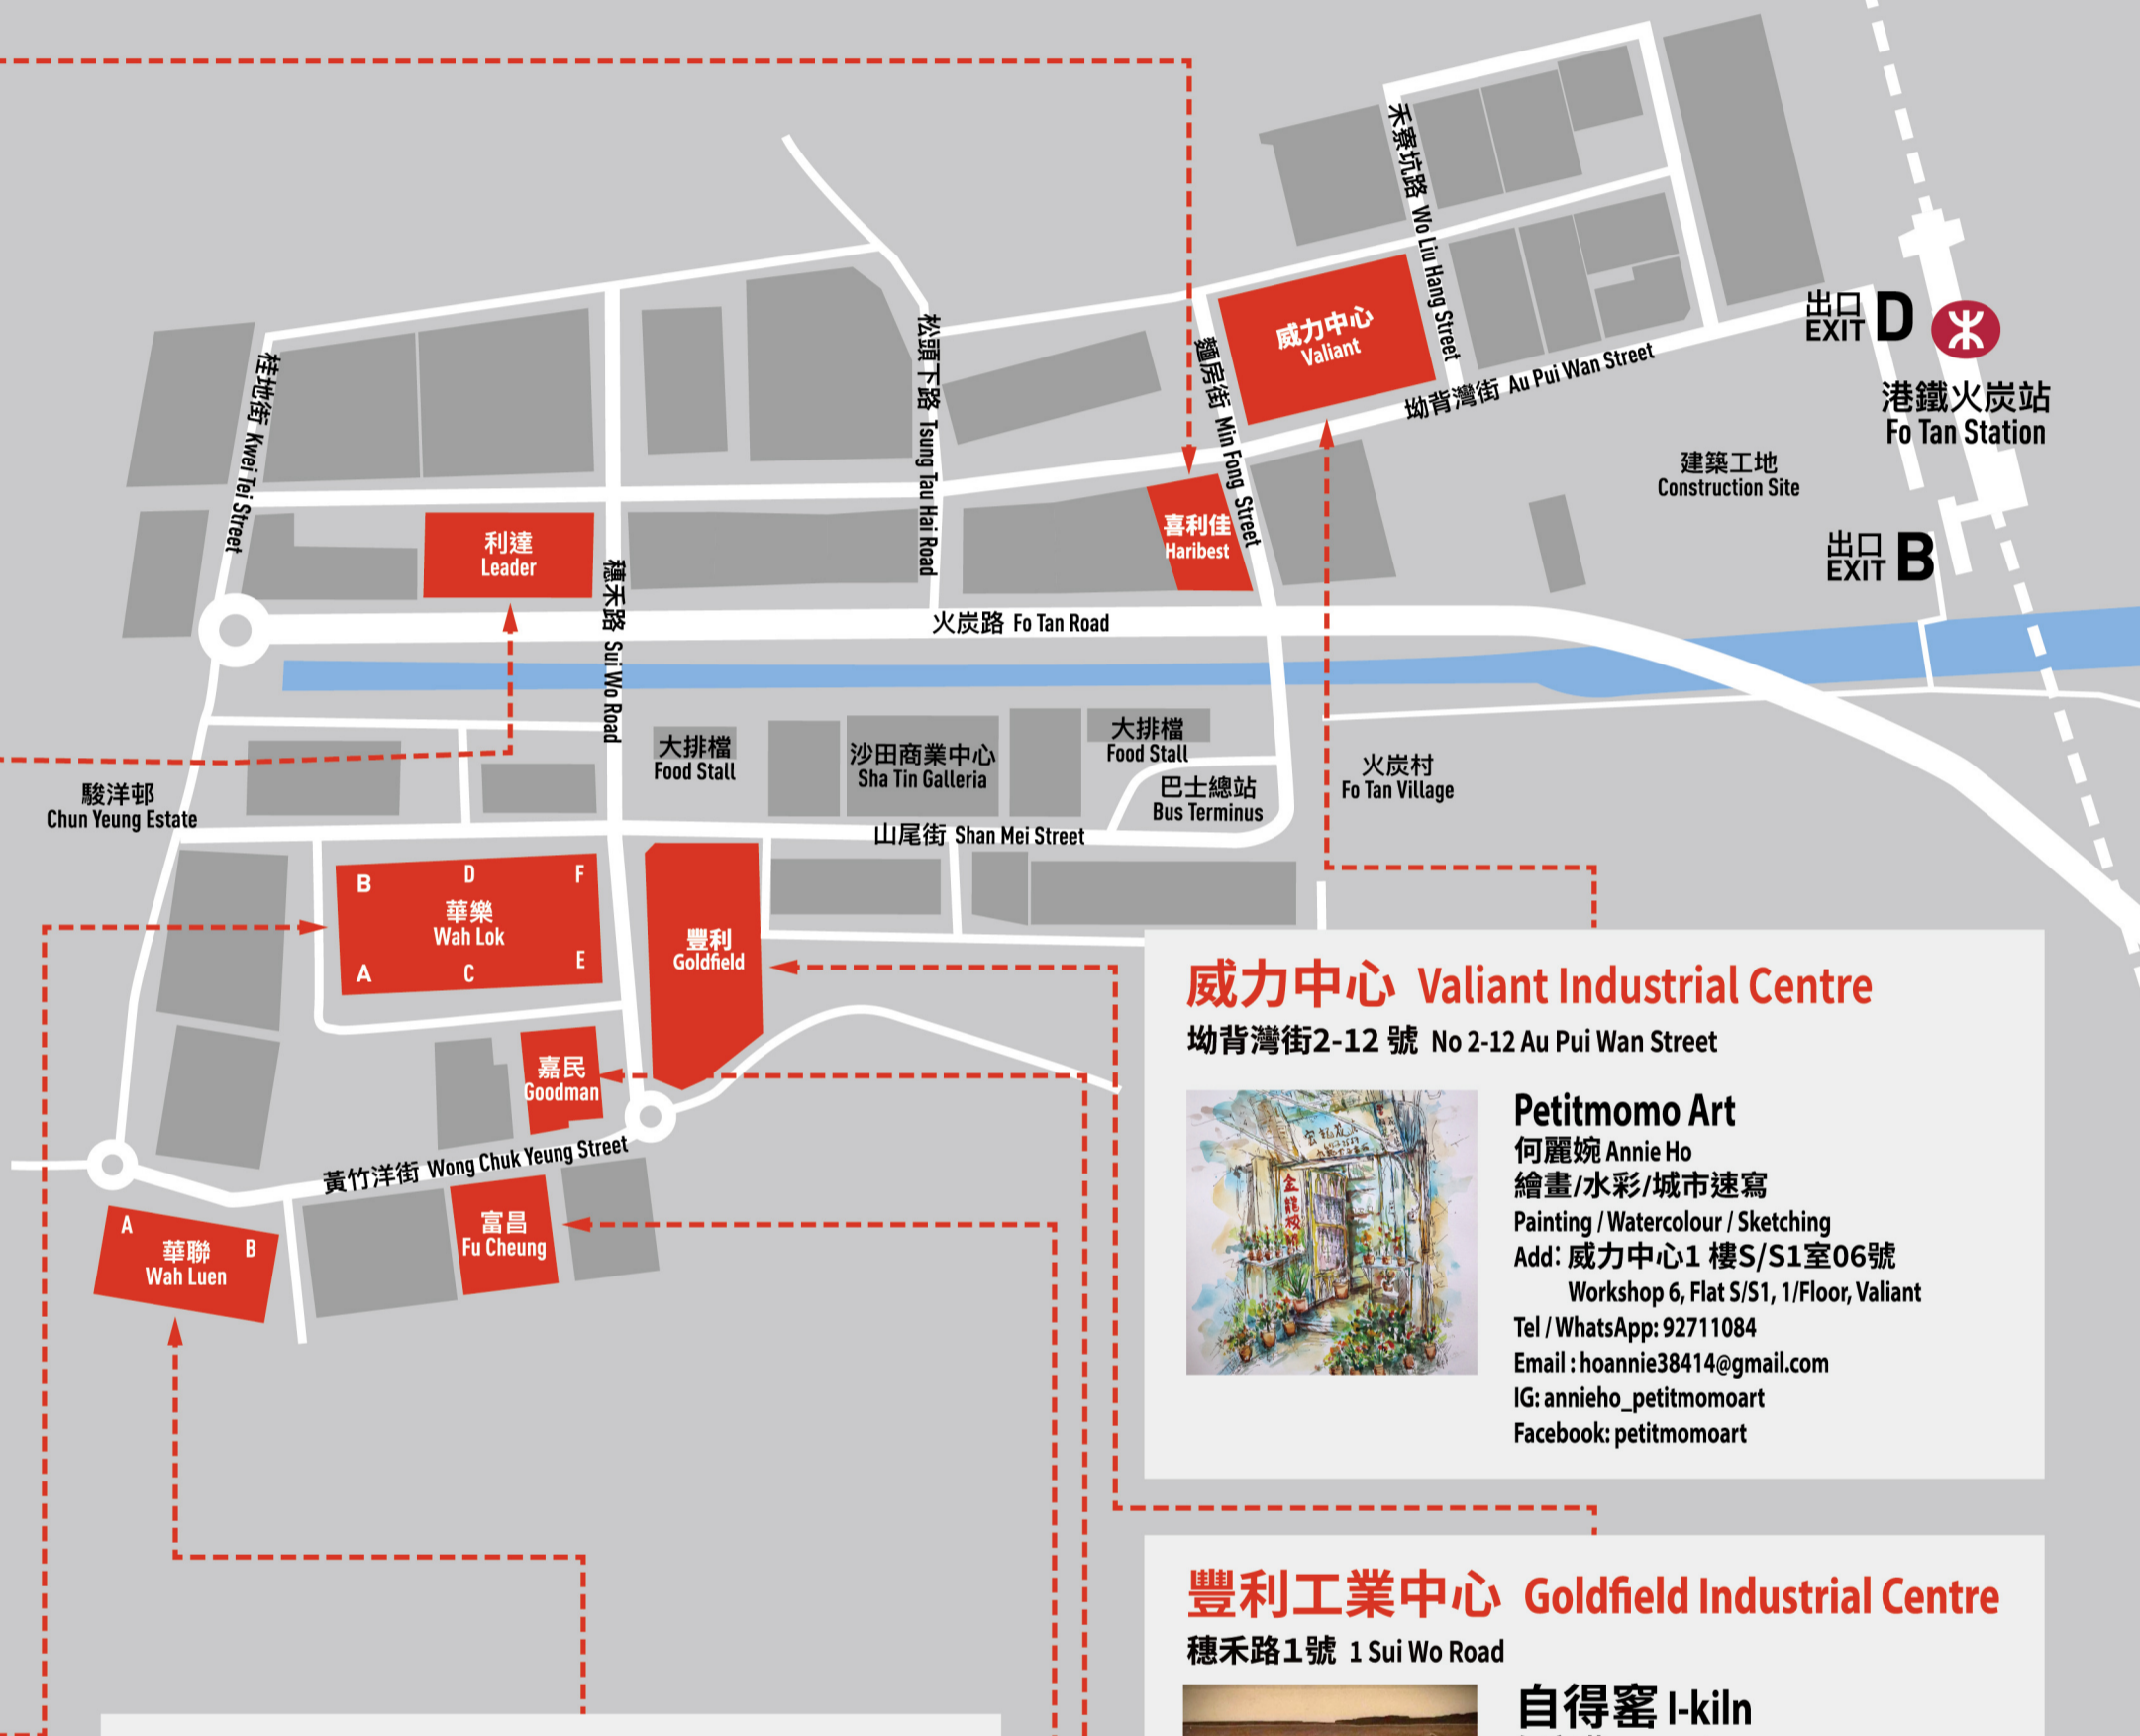 禾寮坑路 Wo Liu Hang Street
威力中心
Valiant
出口
EXIT D
松頭下路 Tsung Tau Hai Road
麵房街 Min Fong Street
桂地街 Kwei Tei Street
坳背灣街 Au Pui Wan Street
港鐵火炭站
Fo Tan Station
建築工地
Construction Site
利達
Leader
喜利佳
Haribest
出口
EXIT B
穗禾路 Sui Wo Road
火炭路 Fo Tan Road
大排檔
Food Stall
沙田商業中心
Sha Tin Galleria
大排檔
Food Stall
巴士總站
Bus Terminus
火炭村
Fo Tan Village
駿洋邨
Chun Yeung Estate
山尾街 Shan Mei Street
B D F
華樂
Wah Lok
A C E
豐利
Goldfield
嘉民
Goodman
黃竹洋街 Wong Chuk Yeung Street
富昌
Fu Cheung
A B
華聯
Wah Luen
威力中心 Valiant Industrial Centre
坳背灣街2-12 號 No 2-12 Au Pui Wan Street
Petitmomo Art
何麗婉 Annie Ho
繪畫/水彩/城市速寫
Painting / Watercolour / Sketching
Add: 威力中心1 樓S/S1室06號
Workshop 6, Flat S/S1, 1/Floor, Valiant
Tel / WhatsApp: 92711084
Email : hoannie38414@gmail.com
IG: annieho_petitmomoart
Facebook: petitmomoart
豐利工業中心 Goldfield Industrial Centre
穗禾路1號 1 Sui Wo Road
自得窰 I-kiln